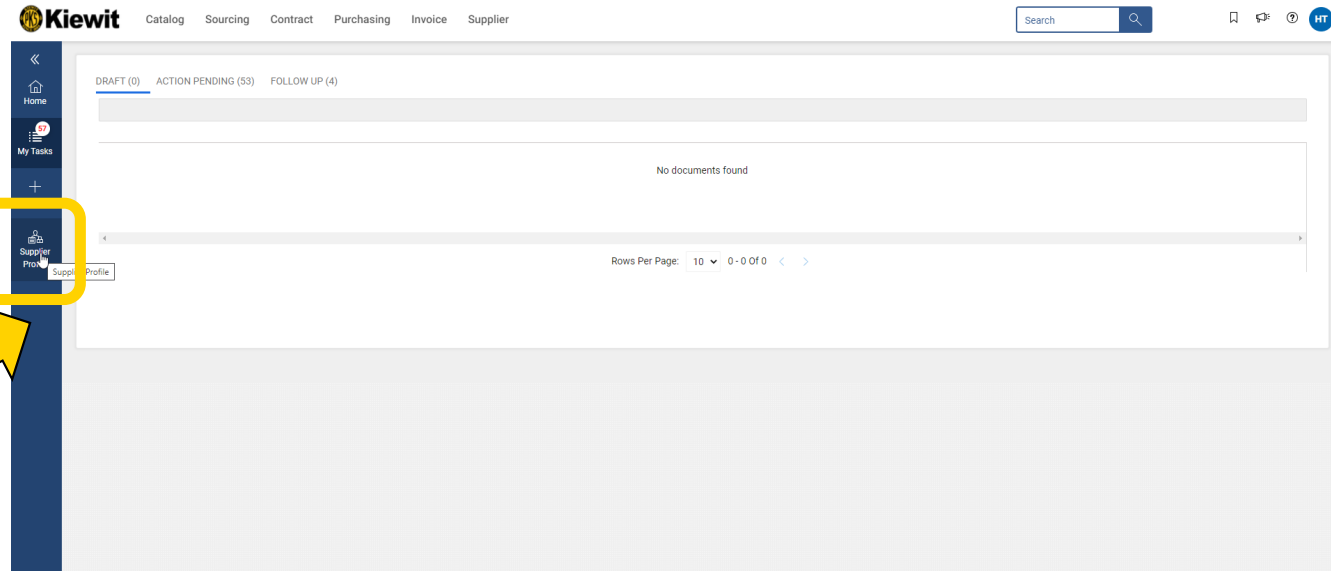 Kiewit Catalog Sourcing Contract Purchasing Invoice Supplier Search HT
Home
57
My Tasks
Supplier
Supplier Profile
DRAFT (0) ACTION PENDING (53) FOLLOW UP (4)
No documents found
Rows Per Page: 10 0 - 0 Of 0